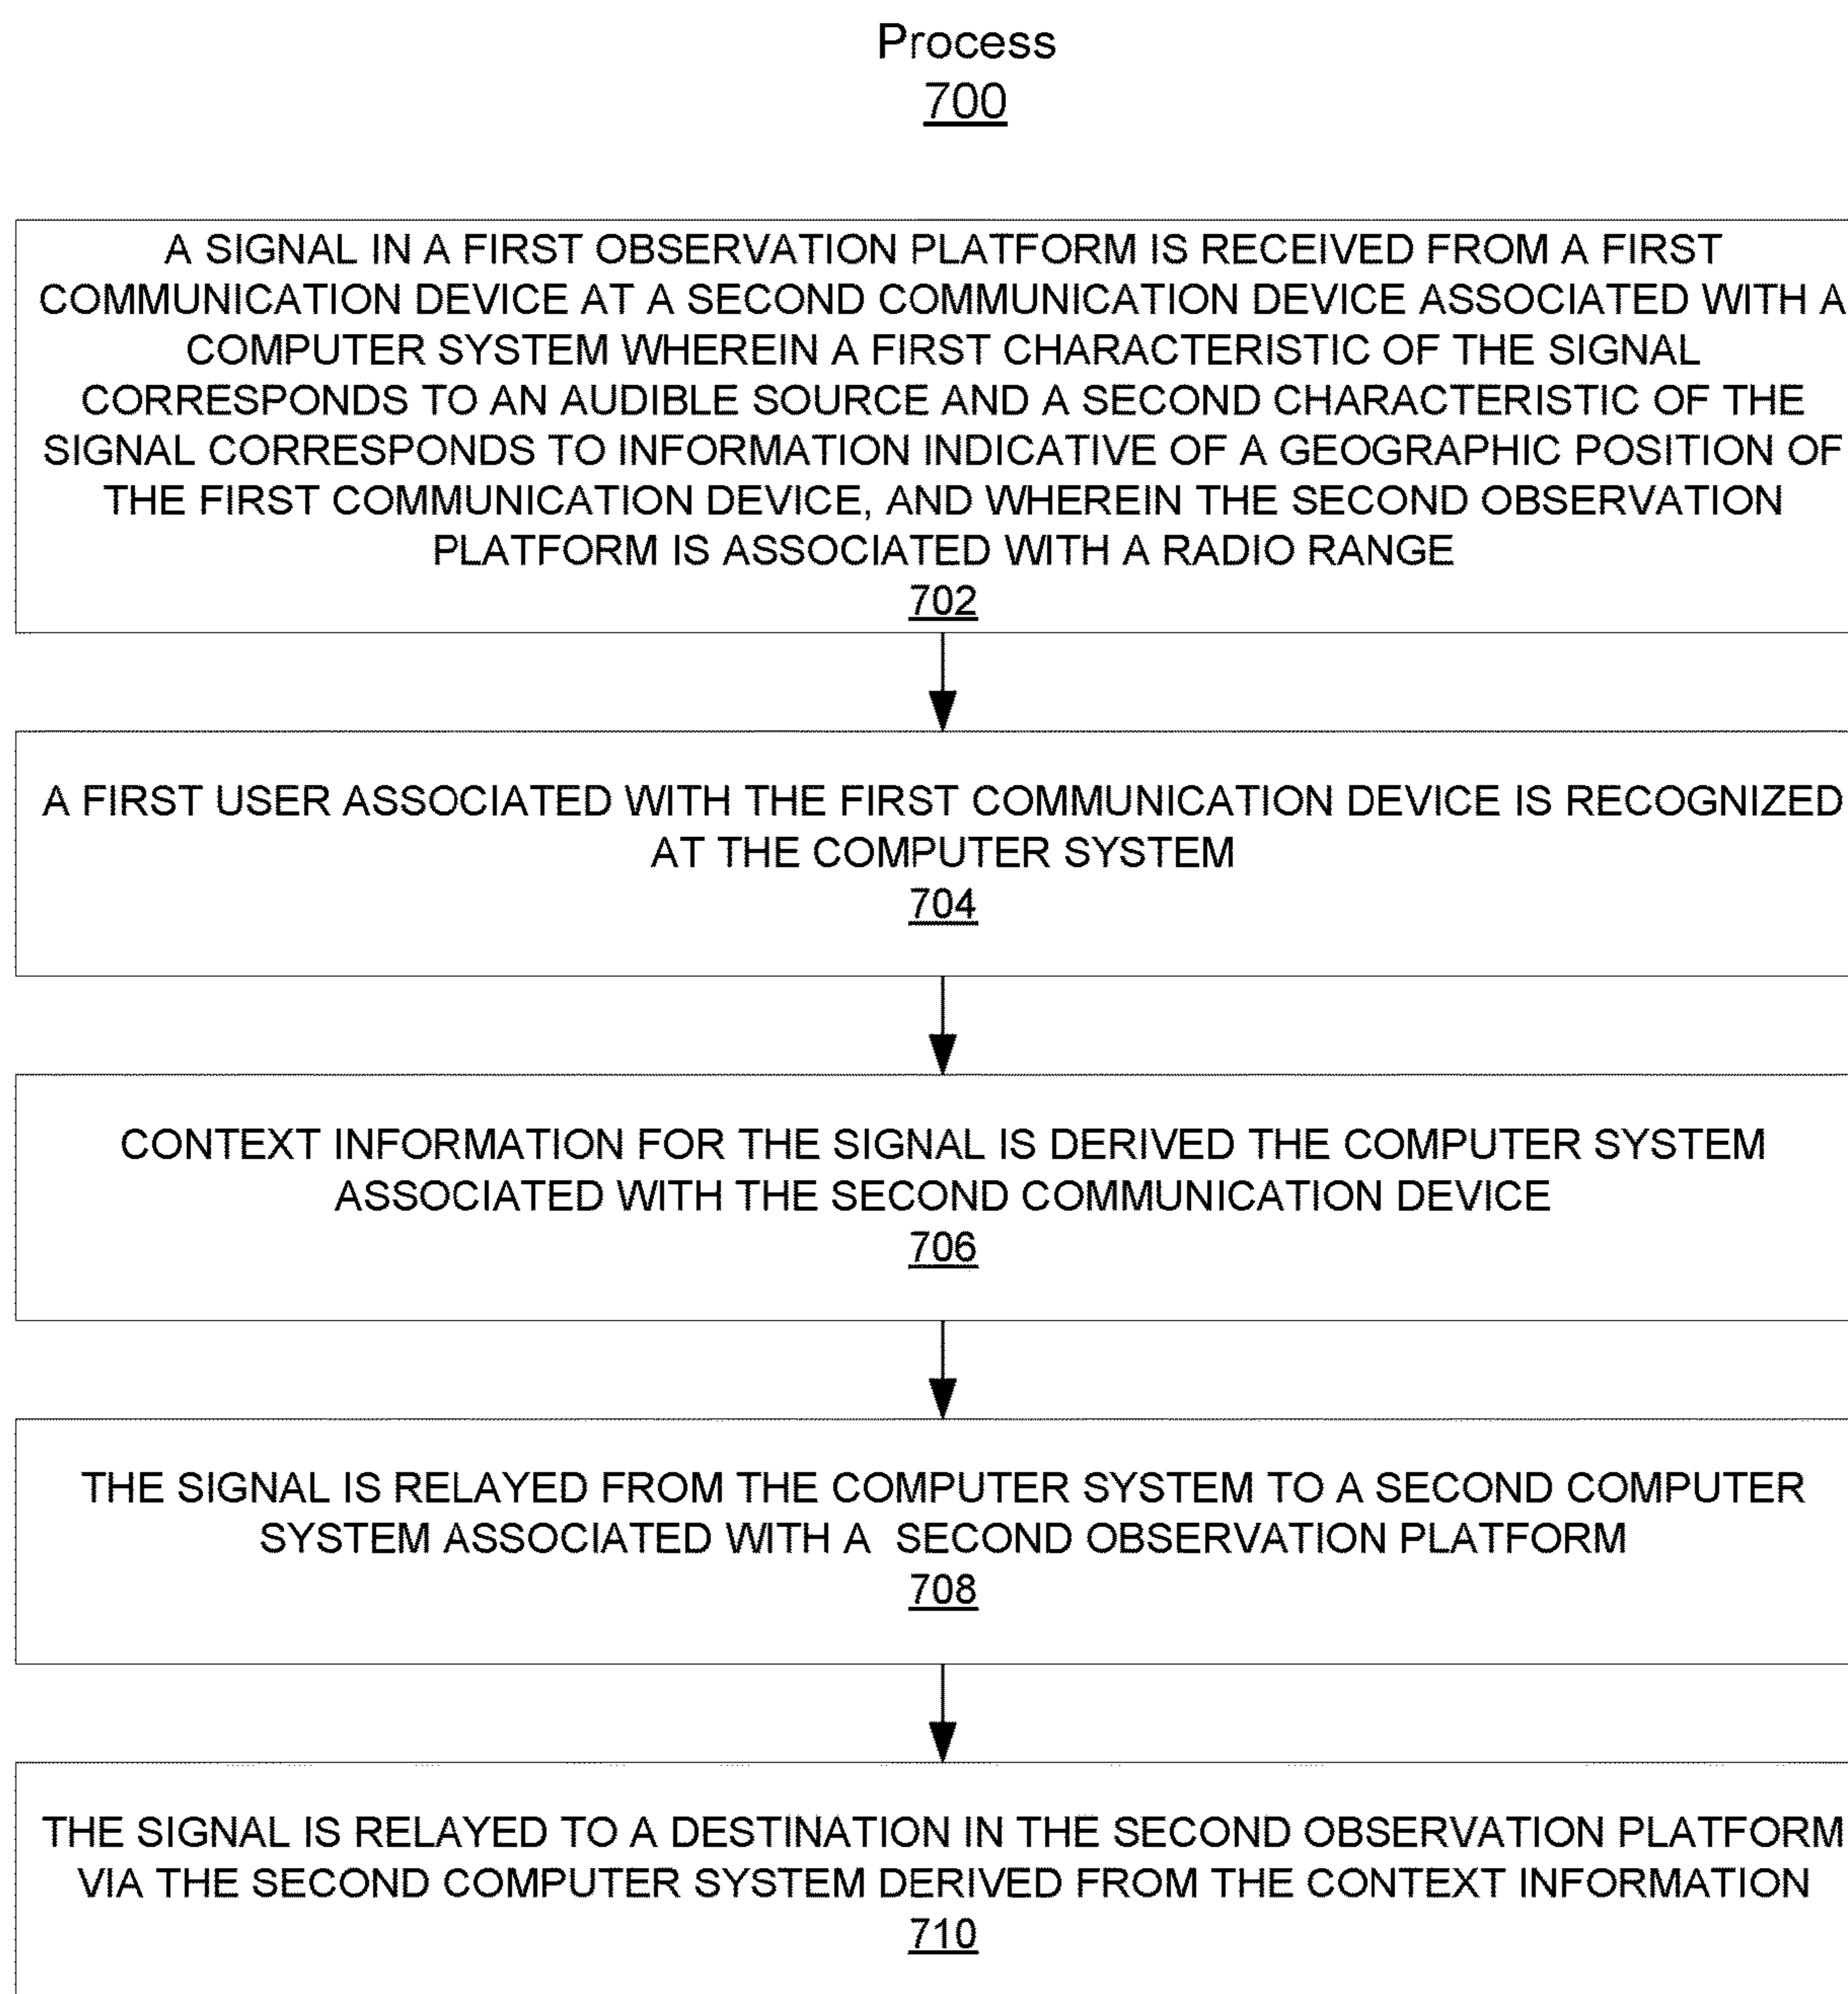 Process
700
A SIGNAL IN A FIRST OBSERVATION PLATFORM IS RECEIVED FROM A FIRST
COMMUNICATION DEVICE AT A SECOND COMMUNICATION DEVICE ASSOCIATED WITH A
COMPUTER SYSTEM WHEREIN A FIRST CHARACTERISTIC OF THE SIGNAL
CORRESPONDS TO AN AUDIBLE SOURCE AND A SECOND CHARACTERISTIC OF THE
SIGNAL CORRESPONDS TO INFORMATION INDICATIVE OF A GEOGRAPHIC POSITION OF
THE FIRST COMMUNICATION DEVICE, AND WHEREIN THE SECOND OBSERVATION
PLATFORM IS ASSOCIATED WITH A RADIO RANGE
702
A FIRST USER ASSOCIATED WITH THE FIRST COMMUNICATION DEVICE IS RECOGNIZED
AT THE COMPUTER SYSTEM
704
CONTEXT INFORMATION FOR THE SIGNAL IS DERIVED THE COMPUTER SYSTEM
ASSOCIATED WITH THE SECOND COMMUNICATION DEVICE
706
THE SIGNAL IS RELAYED FROM THE COMPUTER SYSTEM TO A SECOND COMPUTER
SYSTEM ASSOCIATED WITH A SECOND OBSERVATION PLATFORM
708
THE SIGNAL IS RELAYED TO A DESTINATION IN THE SECOND OBSERVATION PLATFORM
VIA THE SECOND COMPUTER SYSTEM DERIVED FROM THE CONTEXT INFORMATION
710